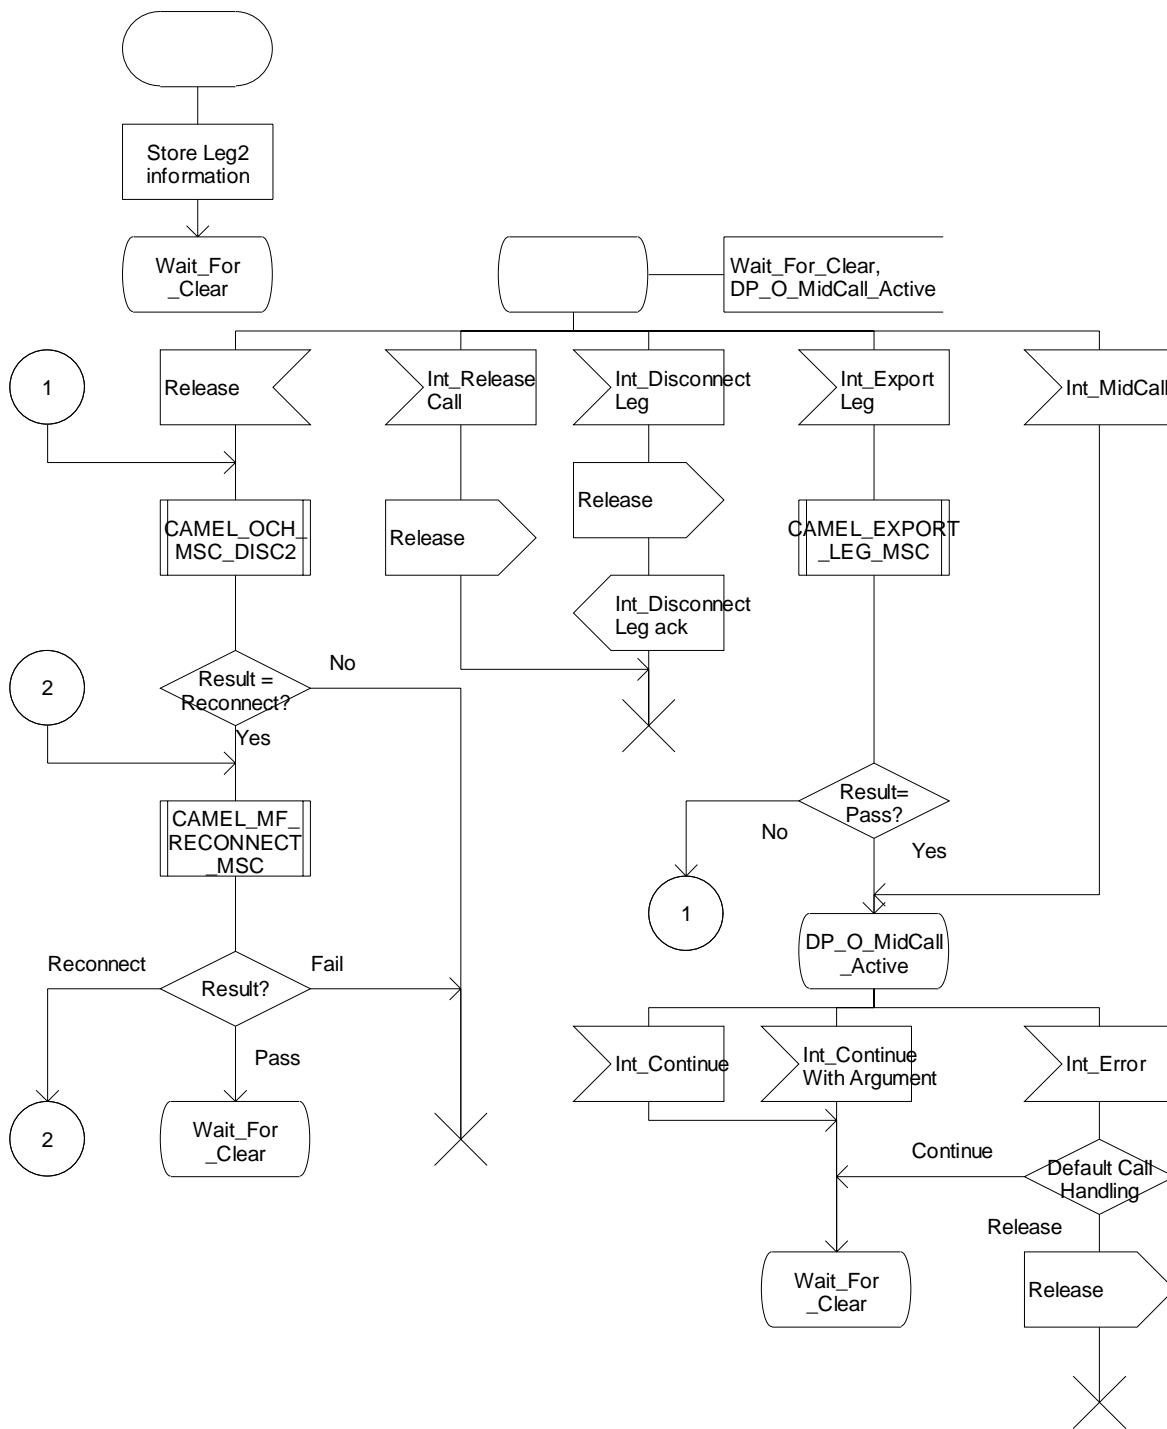 Store Leg2
information
Wait_For
_Clear
Wait_For_Clear,
DP_O_MidCall_Active
1
Release
Int_Release
Call
Int_Disconnect
Leg
Int_Export
Leg
Int_MidCall
Release
Release
CAMEL_OCH_
MSC_DISC2
CAMEL_EXPORT
_LEG_MSC
Int_Disconnect
Leg ack
2
Result =
Reconnect?
No
Yes
Result=
Pass?
No
Yes
CAMEL_MF_
RECONNECT
_MSC
1
DP_O_MidCall
_Active
Reconnect
Result?
Fail
Pass
Int_Continue
Int_Continue
With Argument
Int_Error
2
Wait_For
_Clear
Continue
Default Call
Handling
Release
Wait_For
_Clear
Release